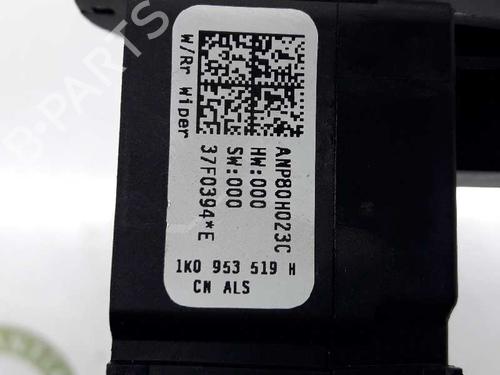 W/Rr Wiper
ANP80H023C
HW:000
SW:000
37F0394*E
1K0 953 519 H
CN ALS
B-PARTS